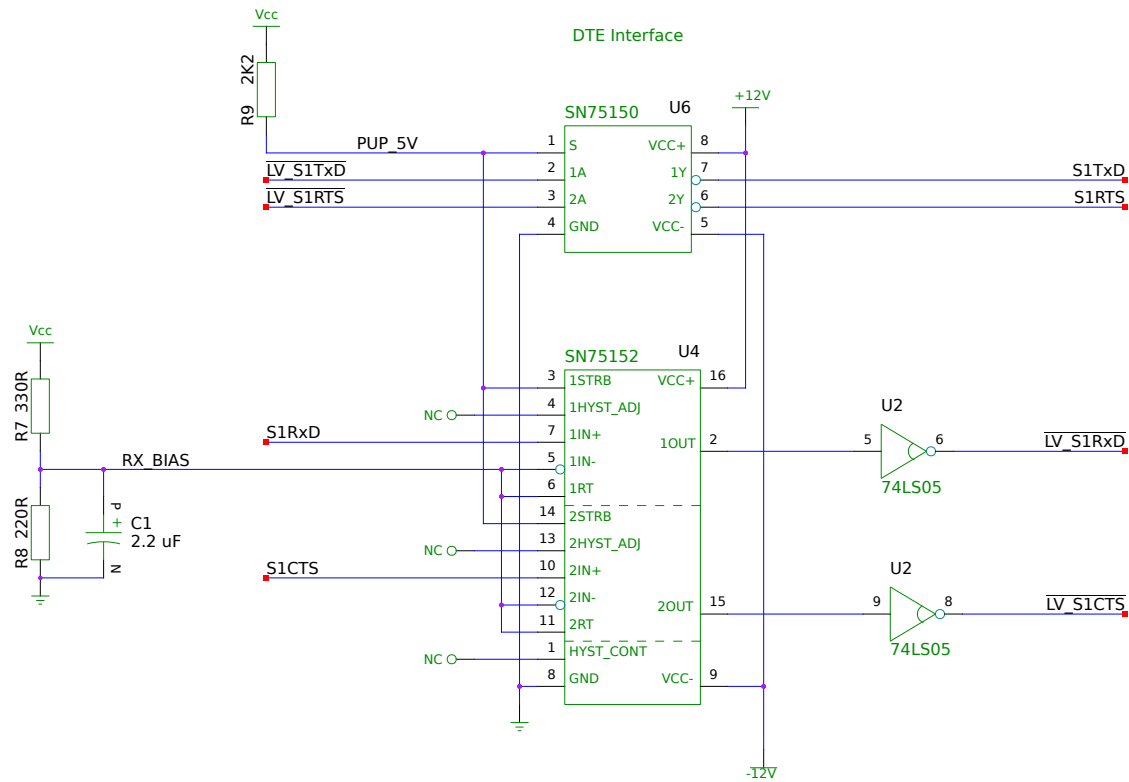 Vcc
DTE Interface
2K2
R9
+12V
SN75150
U6
PUP_5V
1
S
VCC+
8
LV_S1TxD
2
1A
1Y
7
S1TxD
LV_S1RTS
3
2A
2Y
6
S1RTS
4
GND
VCC-
5
Vcc
SN75152
U4
R7
330R
3
1STRB
VCC+
16
NC
4
1HYST_ADJ
S1RxD
7
1IN+
1OUT
2
U2
5
6
74LS05
LV_S1RxD
RX_BIAS
5
1IN-
6
1RT
R8
220R
P
+
C1
2.2 uF
N
14
2STRB
NC
13
2HYST_ADJ
S1CTS
10
2IN+
12
2IN-
2OUT
15
U2
9
8
74LS05
LV_S1CTS
11
2RT
NC
1
HYST_CONT
8
GND
VCC-
9
-12V